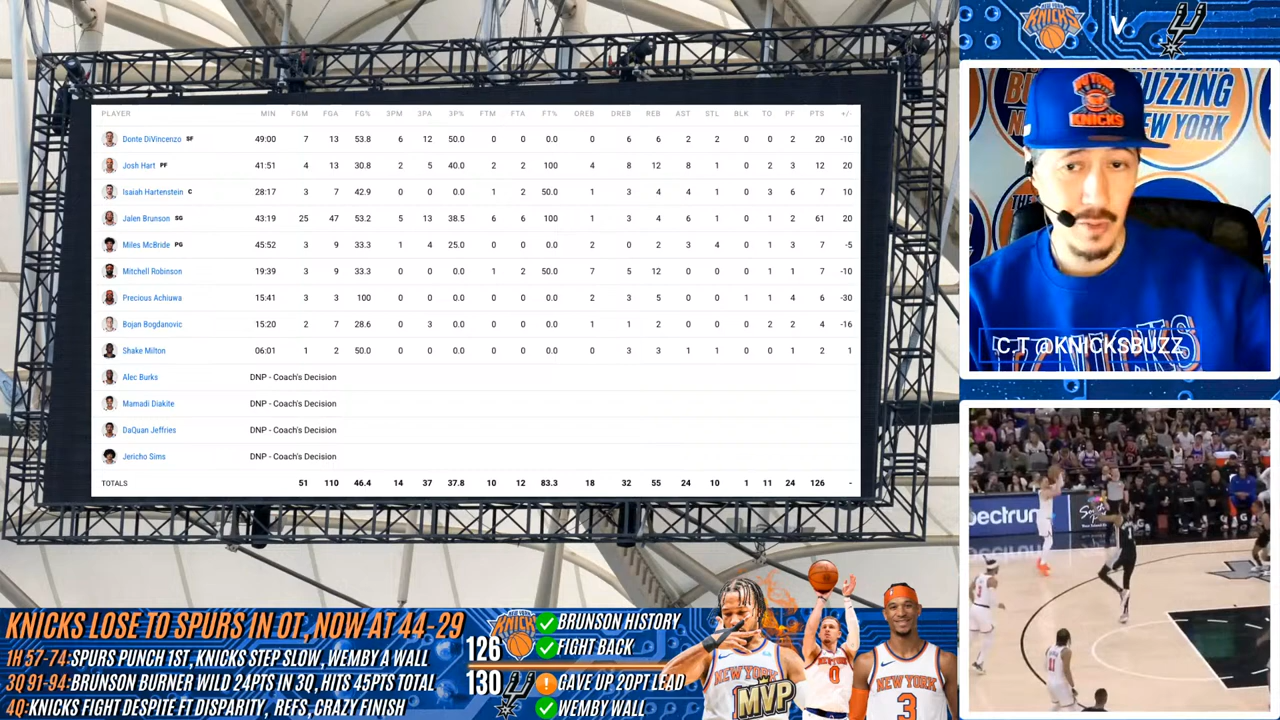 KNICKS V
PLAYER MIN FGM FGA FG% 3PM 3PA 3P% FTM FTA FT% OREB DREB REB AST STL BLK TO PF PTS +/-
Donte DiVincenzo SF 49:00 7 13 53.8 6 12 50.0 0 0 0.0 0 6 6 2 2 0 0 2 20 -10
Josh Hart PF 41:51 4 13 30.8 2 5 40.0 2 2 100 4 8 12 8 1 0 2 3 12 20
Isaiah Hartenstein C 28:17 3 7 42.9 0 0 0.0 1 2 50.0 1 3 4 4 1 0 3 6 7 10
Jalen Brunson SG 43:19 25 47 53.2 5 13 38.5 6 6 100 1 3 4 6 1 0 1 2 61 20
Miles McBride PG 45:52 3 9 33.3 1 4 25.0 0 0 0.0 2 0 2 3 4 0 1 3 7 -5
Mitchell Robinson 19:39 3 9 33.3 0 0 0.0 1 2 50.0 7 5 12 0 0 0 1 1 7 -10
Precious Achiuwa 15:41 3 3 100 0 0 0.0 0 0 0.0 2 3 5 0 0 1 1 4 6 -30
Bojan Bogdanovic 15:20 2 7 28.6 0 3 0.0 0 0 0.0 1 1 2 0 0 0 2 2 4 -16
Shake Milton 06:01 1 2 50.0 0 0 0.0 0 0 0.0 0 3 3 1 1 0 0 1 2 1
Alec Burks DNP - Coach's Decision
Mamadi Diakite DNP - Coach's Decision
DaQuan Jeffries DNP - Coach's Decision
Jericho Sims DNP - Coach's Decision
TOTALS 51 110 46.4 14 37 37.8 10 12 83.3 18 32 55 24 10 1 11 24 126 -
BUZZING
NEW YORK
KNICKS
C.T @KNICKSBUZZ
spectrum
KNICKS LOSE TO SPURS IN OT, NOW AT 44-29
1H 57-74: SPURS PUNCH 1ST, KNICKS STEP SLOW, WEMBY A WALL
3Q 91-94: BRUNSON BURNER WILD 24PTS IN 3Q, HITS 45PTS TOTAL
4Q: KNICKS FIGHT DESPITE FT DISPARITY, REFS, CRAZY FINISH
126
130
BRUNSON HISTORY
FIGHT BACK
GAVE UP 20PT LEAD
WEMBY WALL
NEW YORK
MVP
NEW YORK
0
NEW YORK
3
11